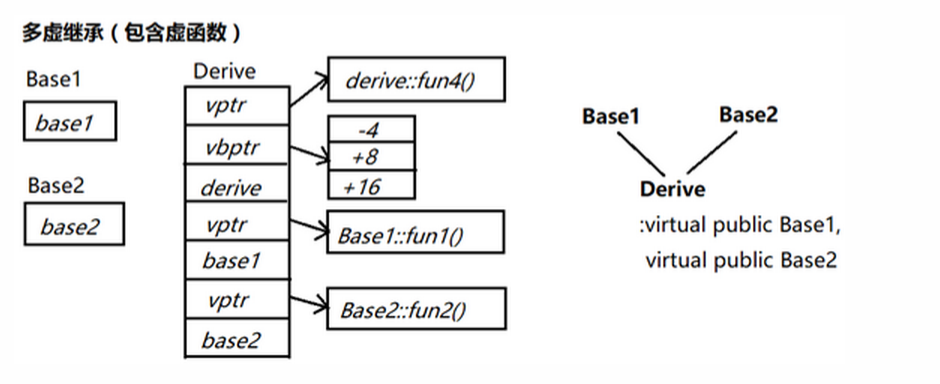 多虚继承（包含虚函数）
Base1
base1
Base2
base2
Derive
vptr
vbptr
derive
vptr
base1
vptr
base2
derive::fun4()
-4
+8
+16
Base1::fun1()
Base2::fun2()
Base1
Base2
Derive
:virtual public Base1,
virtual public Base2